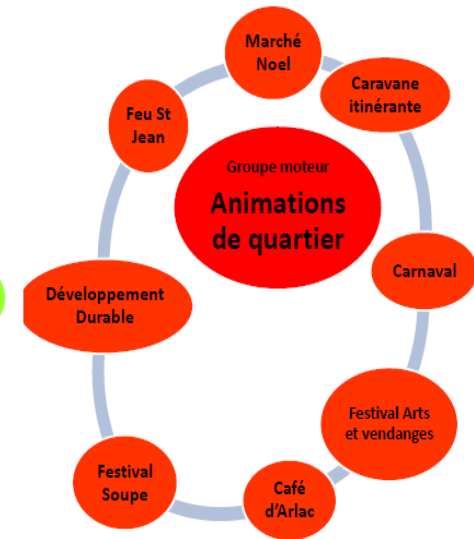 Marché
Noel
Caravane
itinérante
Feu St
Jean
Groupe moteur
Animations
de quartier
Carnaval
Développement
Durable
Festival Arts
et vendanges
Festival
Soupe
Café
d'Arlac